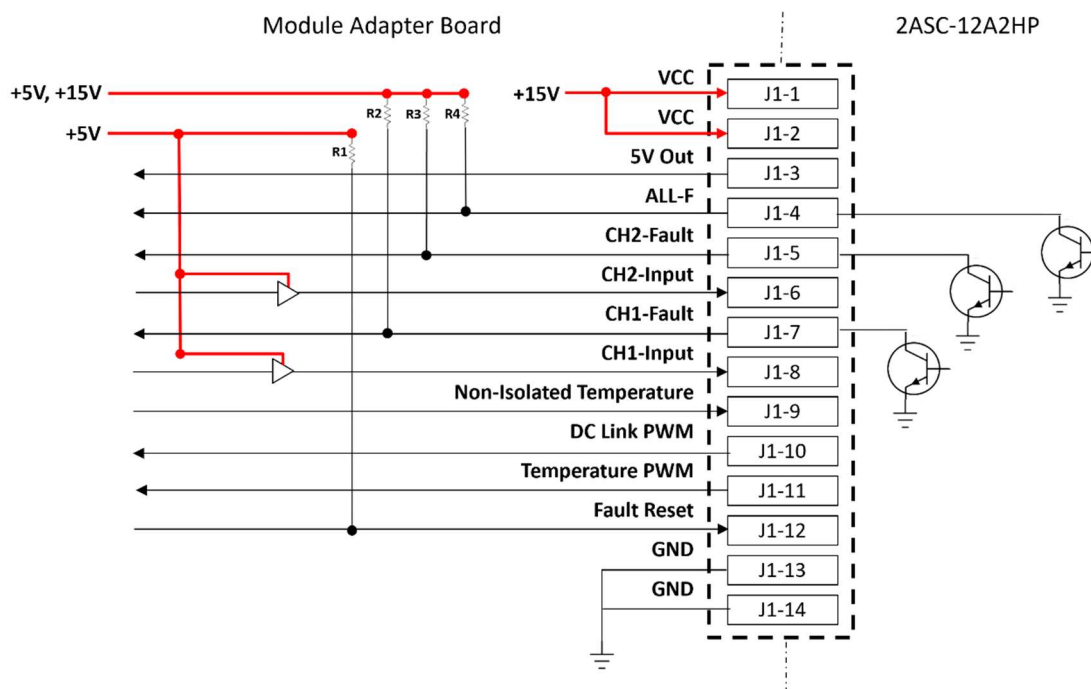 Module Adapter Board
2ASC-12A2HP
+5V, +15V
+5V
R2
R3
R4
R1
+15V
VCC
J1-1
VCC
J1-2
5V Out
J1-3
ALL-F
J1-4
CH2-Fault
J1-5
CH2-Input
J1-6
CH1-Fault
J1-7
CH1-Input
J1-8
Non-Isolated Temperature
J1-9
DC Link PWM
J1-10
Temperature PWM
J1-11
Fault Reset
J1-12
GND
J1-13
GND
J1-14